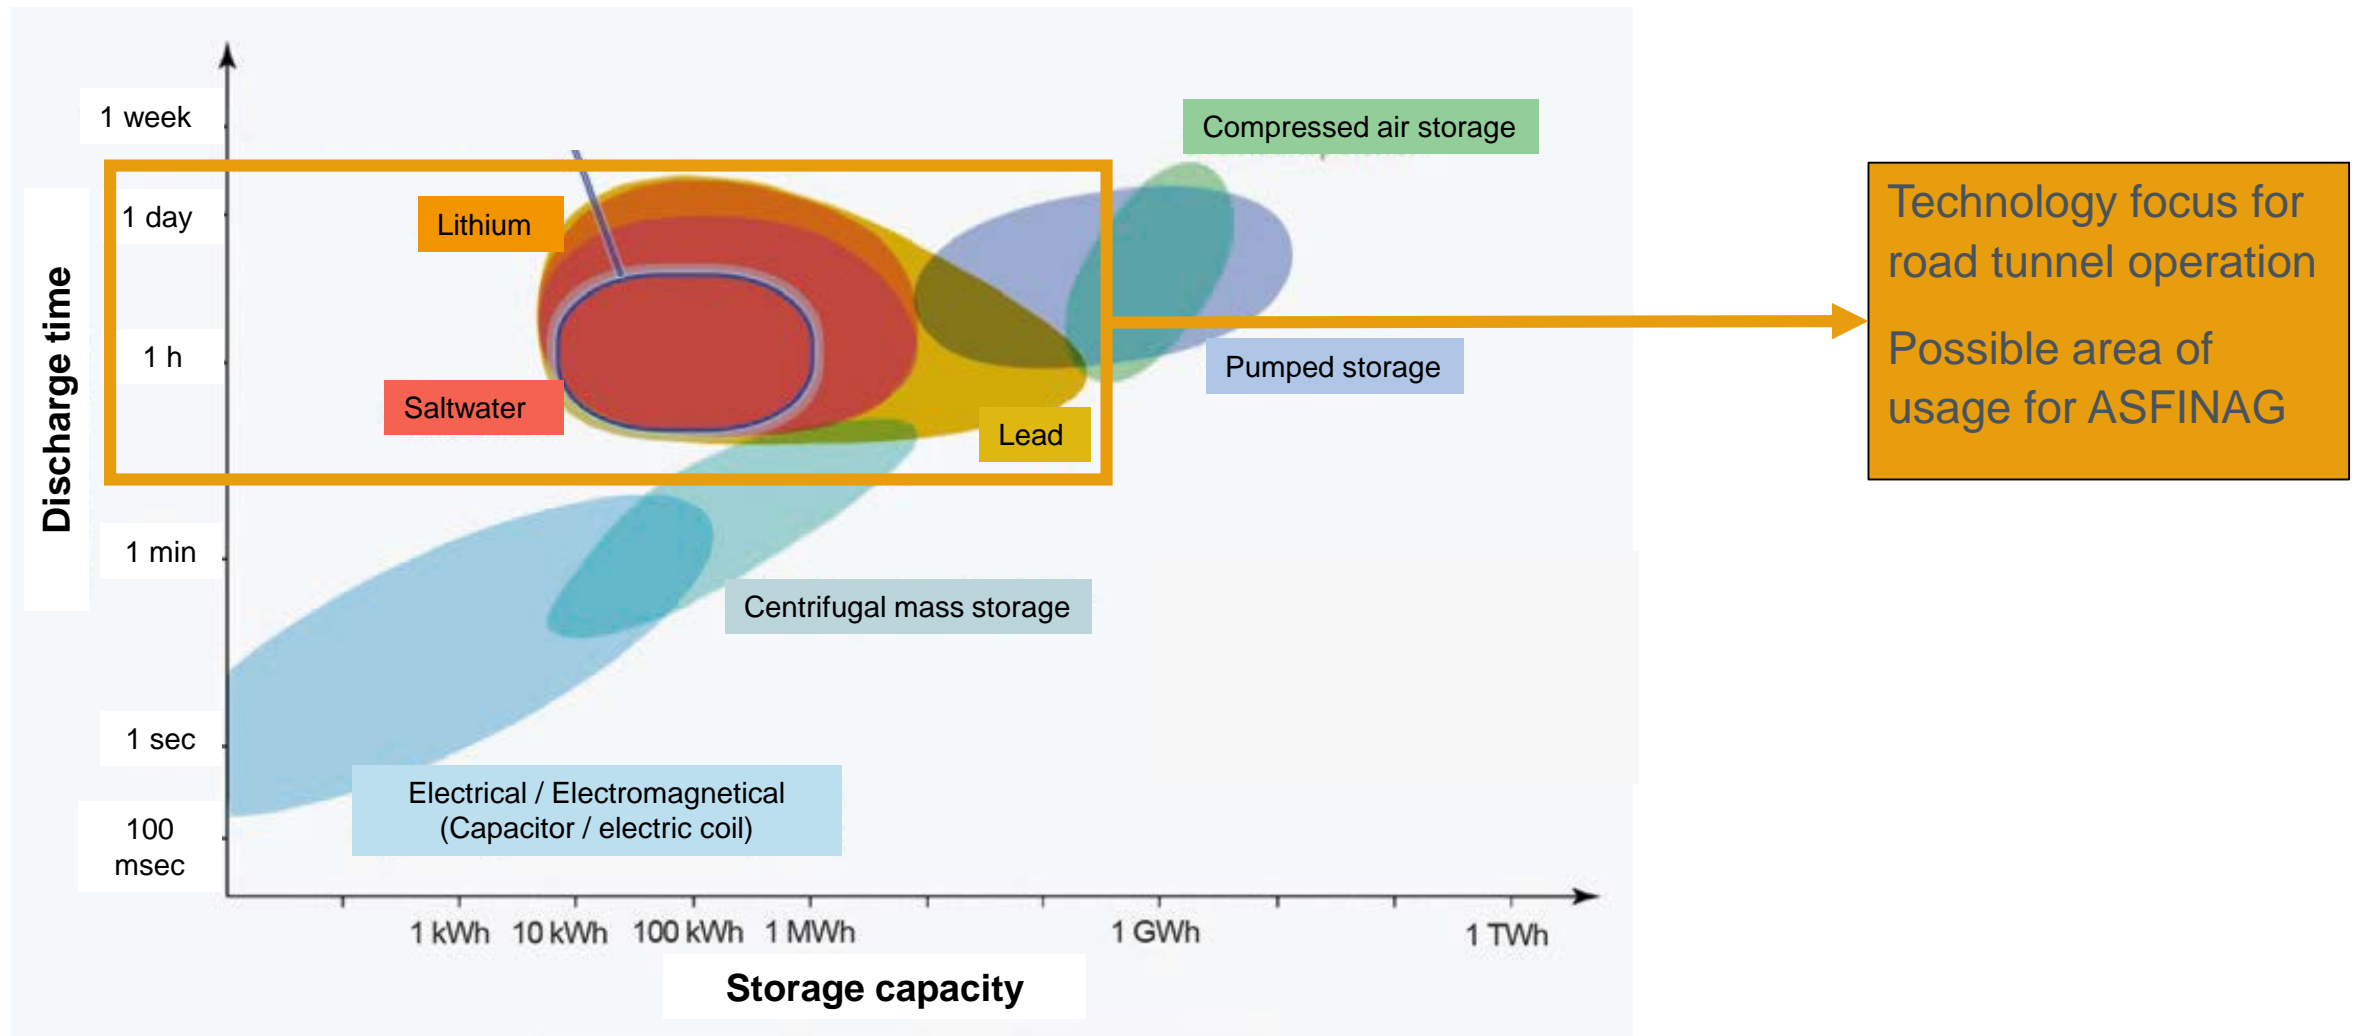 1 week
Compressed air storage
1 day
Lithium
1 h
Saltwater
Pumped storage
Lead
Discharge time
1 min
Centrifugal mass storage
1 sec
Electrical / Electromagnetical
(Capacitor / electric coil)
100
msec
1 kWh 10 kWh 100 kWh 1 MWh 1 GWh 1 TWh
Storage capacity
Technology focus for
road tunnel operation
Possible area of
usage for ASFINAG